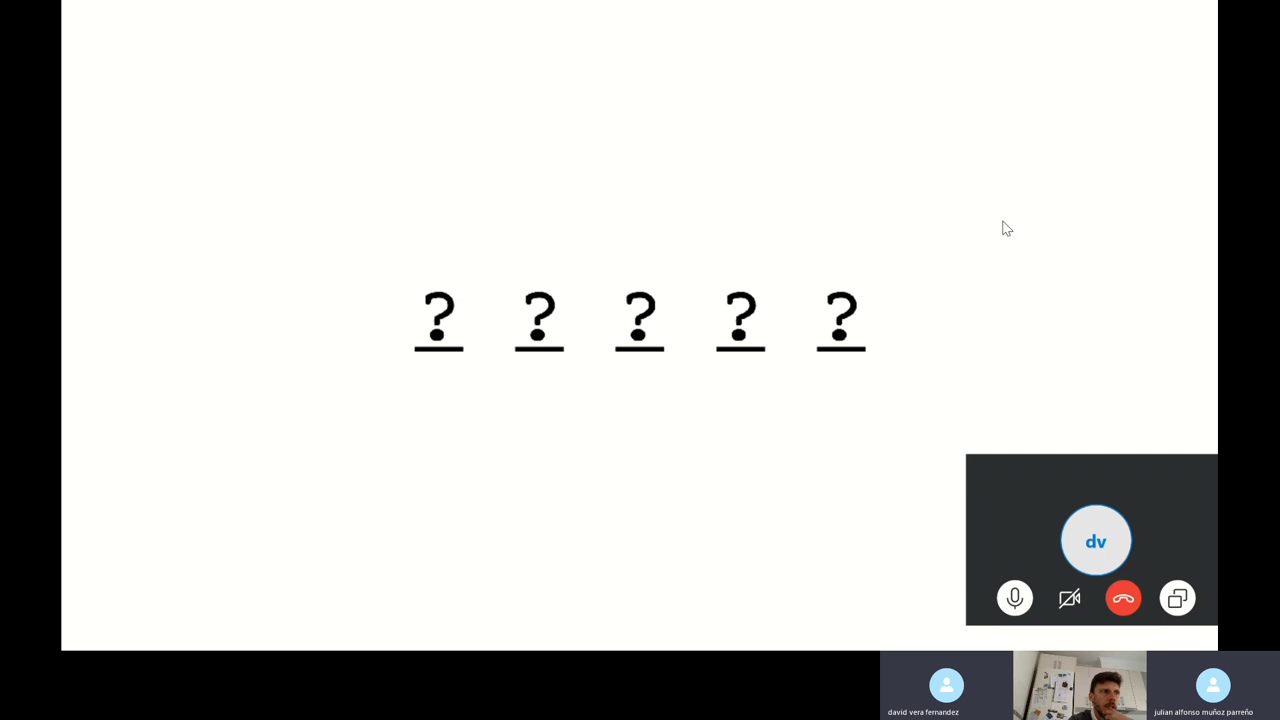 ? ? ? ? ?
dv
david vera fernandez
julian alfonso muñoz parreño